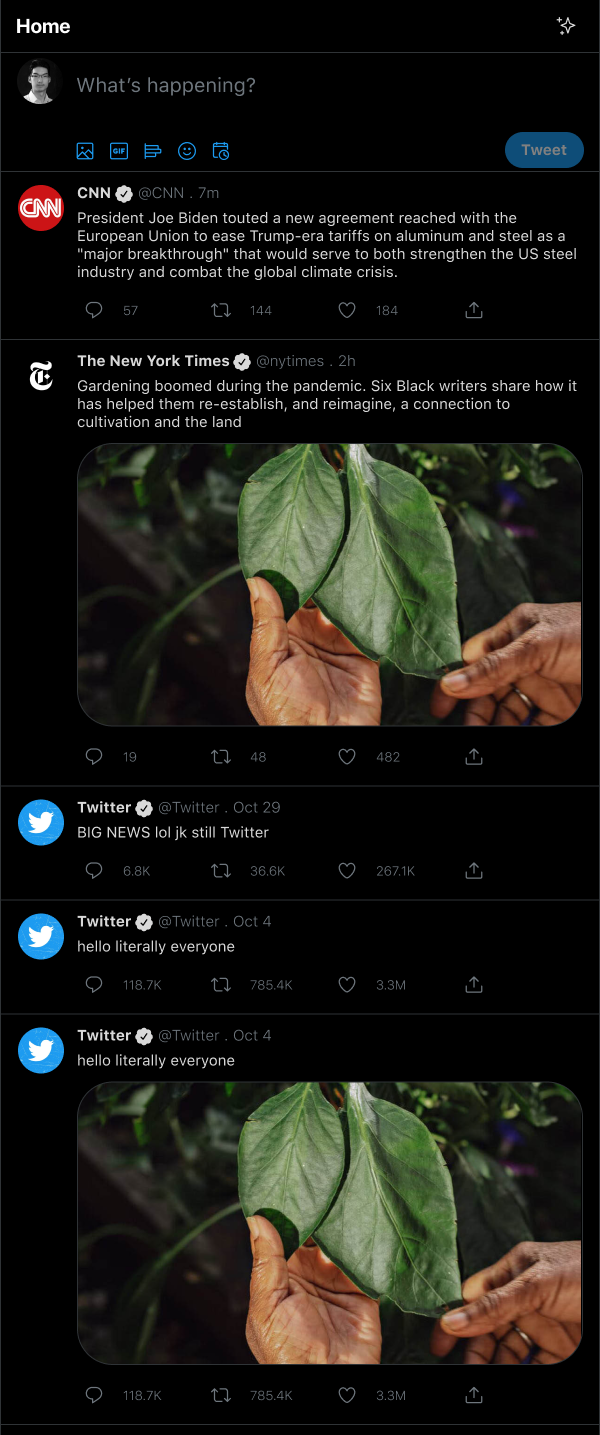 Home
What’s happening?
GIF
Tweet
CNN
CNN @CNN . 7m
President Joe Biden touted a new agreement reached with the
European Union to ease Trump-era tariffs on aluminum and steel as a
"major breakthrough" that would serve to both strengthen the US steel
industry and combat the global climate crisis.
57 144 184
T
The New York Times @nytimes . 2h
Gardening boomed during the pandemic. Six Black writers share how it
has helped them re-establish, and reimagine, a connection to
cultivation and the land
19 48 482
Twitter @Twitter . Oct 29
BIG NEWS lol jk still Twitter
6.8K 36.6K 267.1K
Twitter @Twitter . Oct 4
hello literally everyone
118.7K 785.4K 3.3M
Twitter @Twitter . Oct 4
hello literally everyone
118.7K 785.4K 3.3M